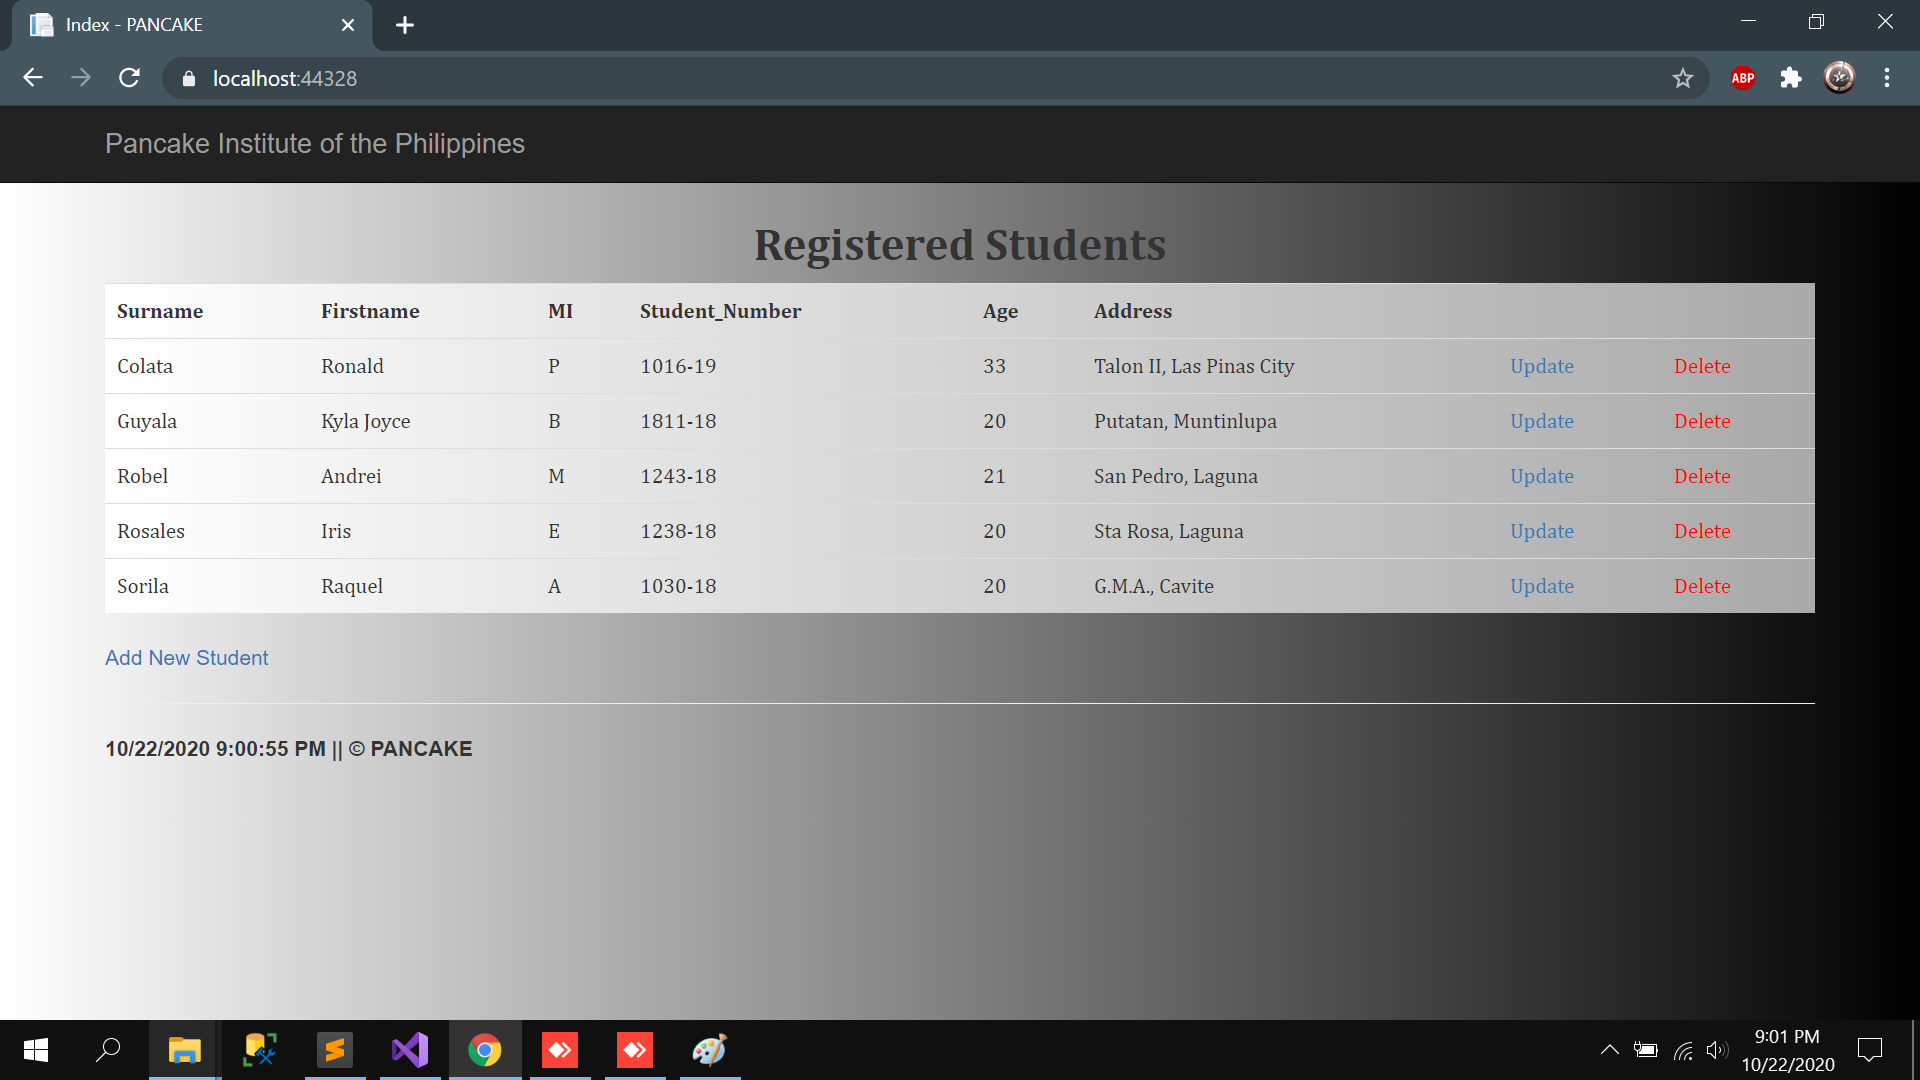 Index - PANCAKE
localhost:44328
ABP
Pancake Institute of the Philippines
Registered Students
Surname Firstname MI Student_Number Age Address
Colata Ronald P 1016-19 33 Talon II, Las Pinas City Update Delete
Guyala Kyla Joyce B 1811-18 20 Putatan, Muntinlupa Update Delete
Robel Andrei M 1243-18 21 San Pedro, Laguna Update Delete
Rosales Iris E 1238-18 20 Sta Rosa, Laguna Update Delete
Sorila Raquel A 1030-18 20 G.M.A., Cavite Update Delete
Add New Student
10/22/2020 9:00:55 PM || © PANCAKE
9:01 PM
10/22/2020